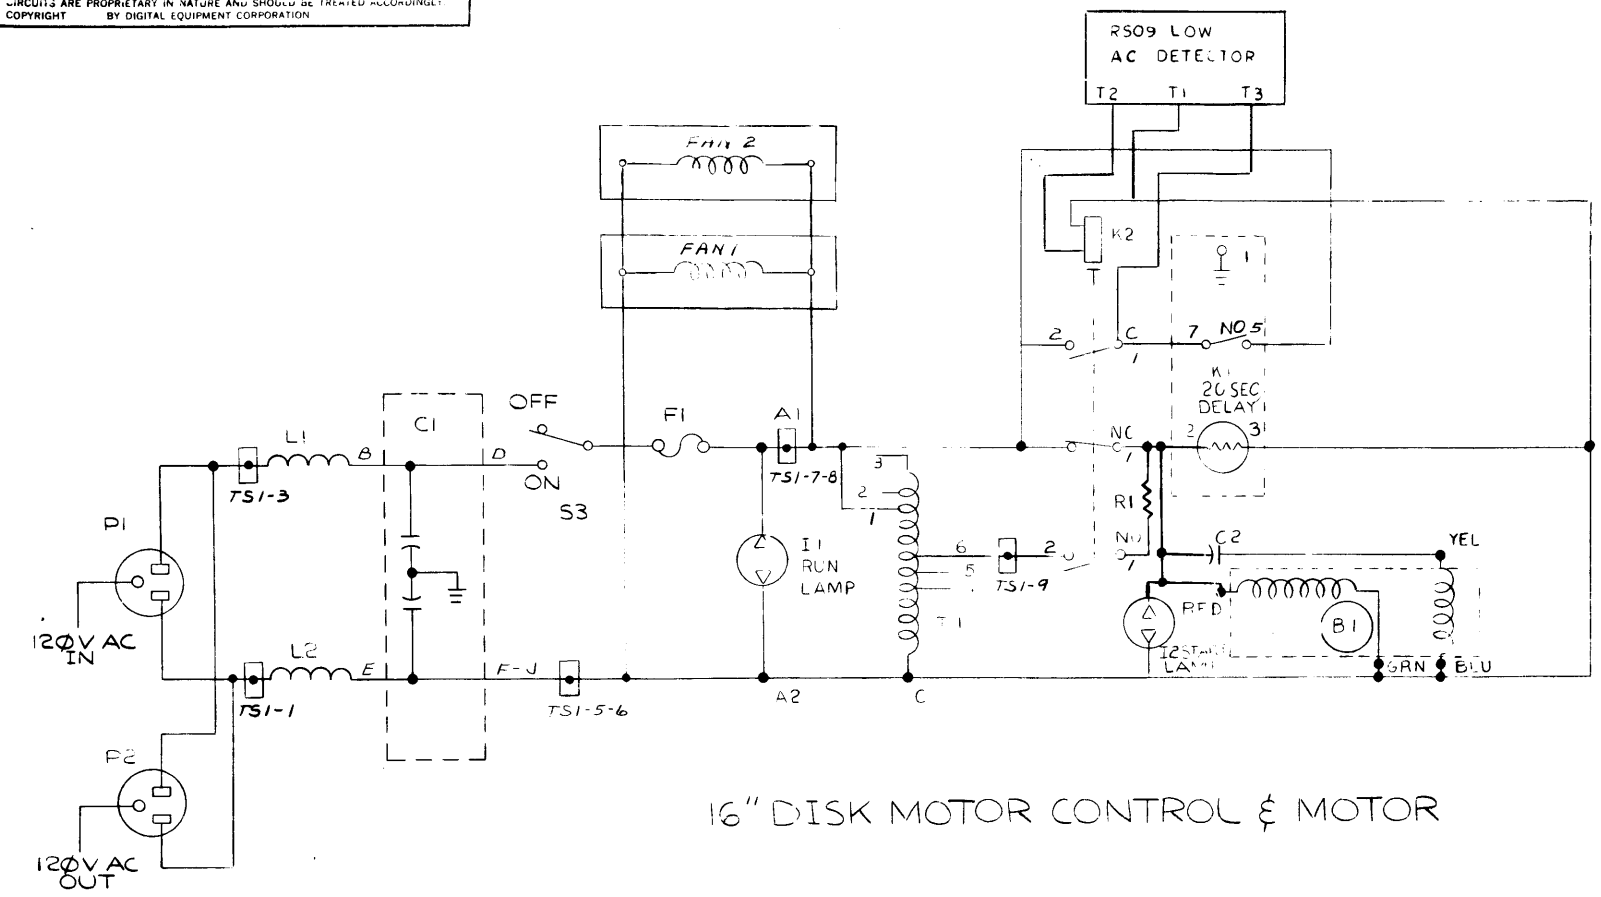 CIRCUITS ARE PROPRIETARY IN NATURE AND SHOULD BE TREATED ACCORDINGLY.
COPYRIGHT BY DIGITAL EQUIPMENT CORPORATION
RS09 LOW
AC DETECTOR
T2 T1 T3
FAN 2
FAN 1
K2
1
2 C
1
7 NO 5
20 SEC
DELAY
2 3
OFF
ON
S3
C1
F1
A1
TS1-7-8
L1
B
D
TS1-3
P1
120V AC
IN
L2
E
F-J
TS1-1
TS1-5-6
3
2
1
I1
RUN
LAMP
6
5
T1
TS1-9
2
NC
1
R1
NO
1
C2
YEL
RED
B1
I2 START
LAMP
GRN
BLU
A2
C
P2
120V AC
OUT
16" DISK MOTOR CONTROL & MOTOR